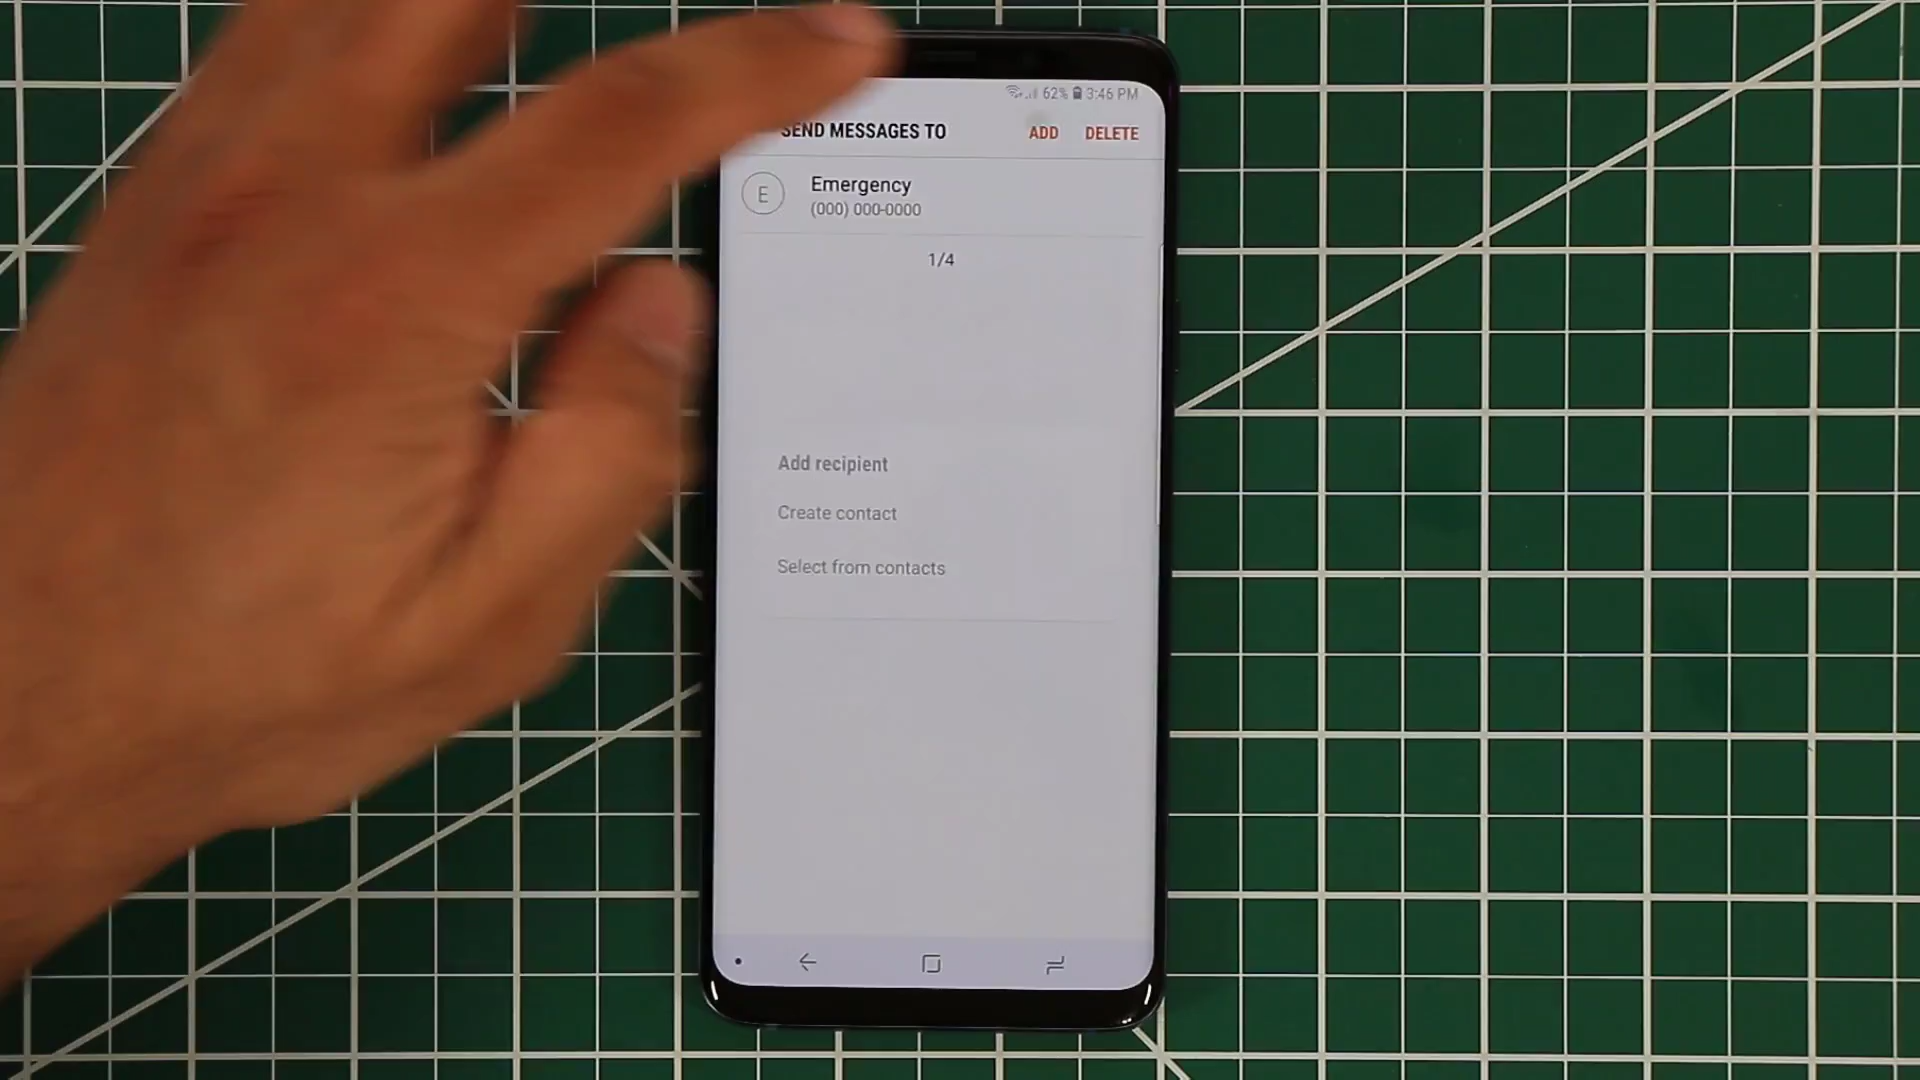 62% 3:46 PM
SEND MESSAGES TO ADD DELETE
E Emergency
(000) 000-0000
1/4
Add recipient
Create contact
Select from contacts